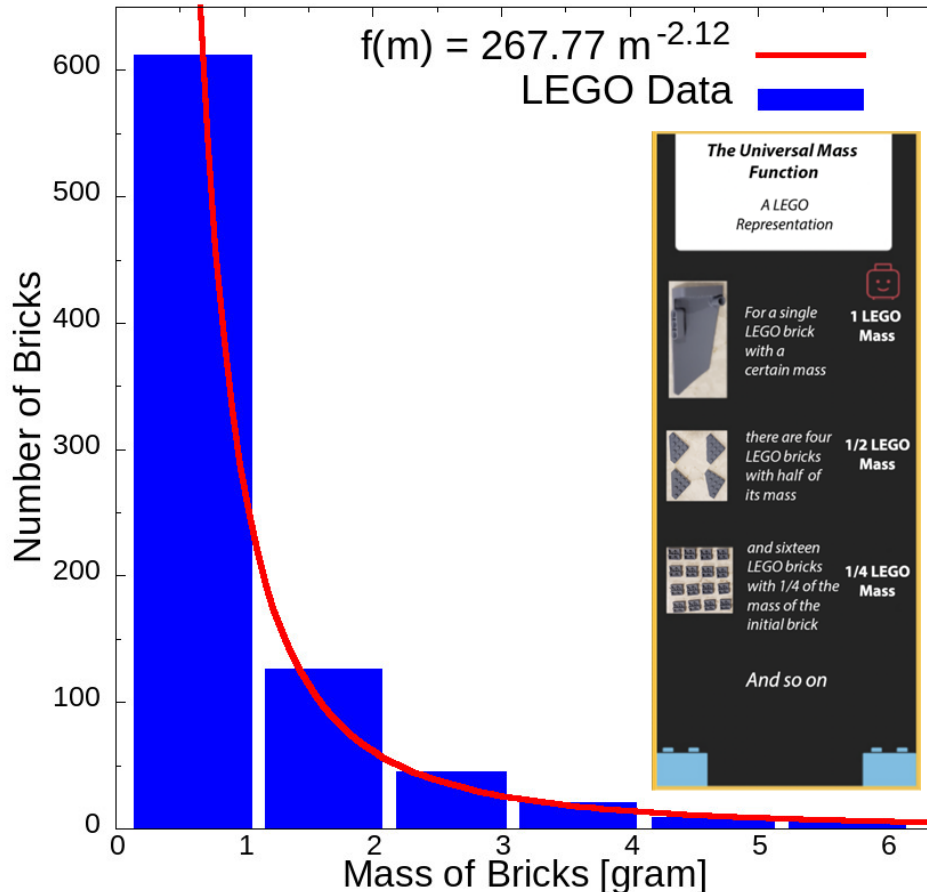 f(m) = 267.77 m^-2.12
LEGO Data
600
500
400
300
200
100
0
Number of Bricks
0 1 2 3 4 5 6
Mass of Bricks [gram]
The Universal Mass
Function
A LEGO
Representation
For a single
LEGO brick
with a
certain mass
1 LEGO
Mass
there are four
LEGO bricks
with half of
its mass
1/2 LEGO
Mass
and sixteen
LEGO bricks
with 1/4 of the
mass of the
initial brick
1/4 LEGO
Mass
And so on